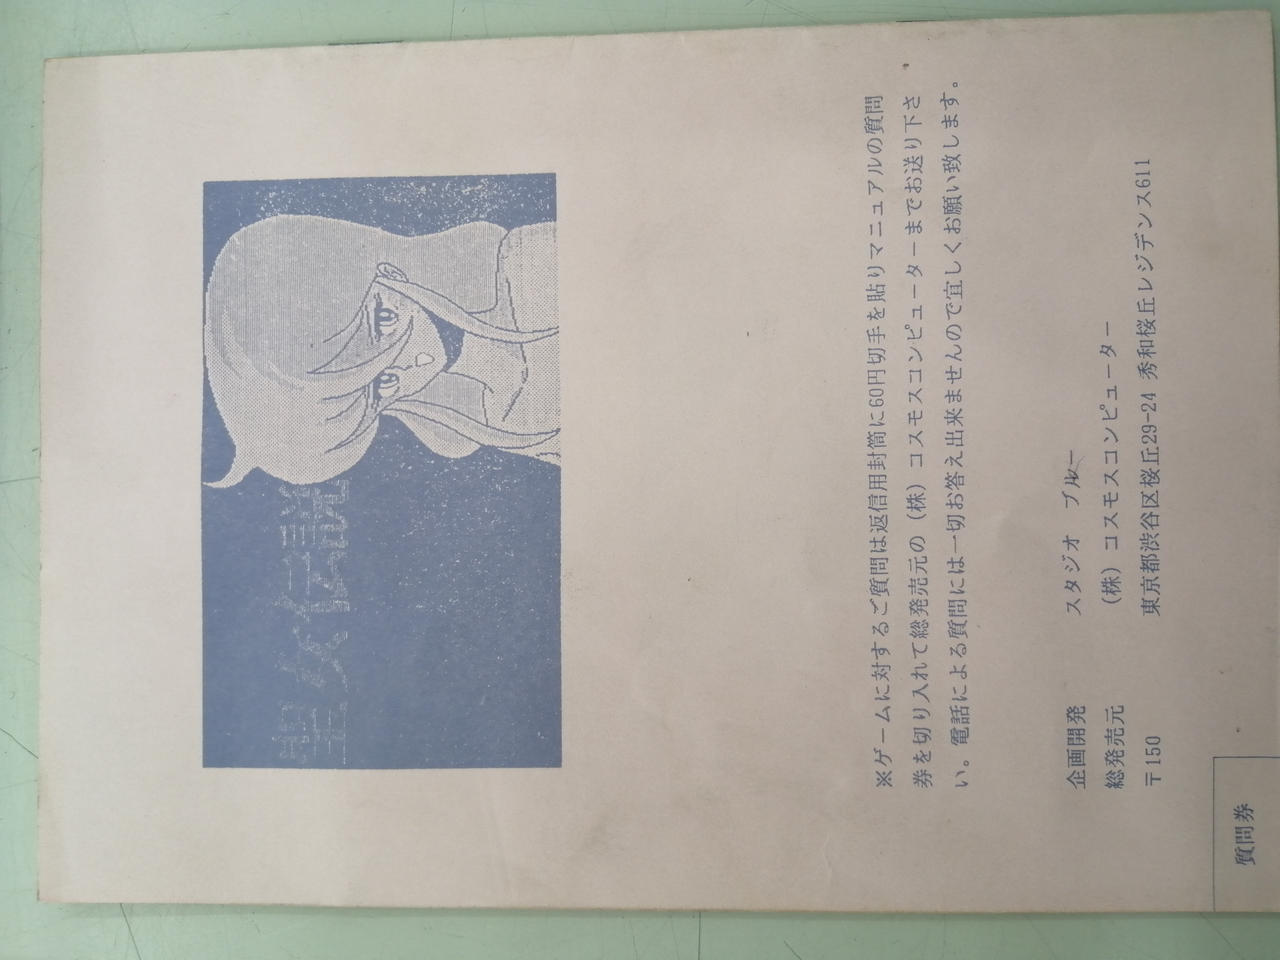 聖女伝説
※ゲームに対するご質問は返信用封筒に60円切手を貼りマニュアルの質問
券を切り入れて総発売元の（株）コスモスコンピューターまでお送り下さ
い。電話による質問には一切お答え出来ませんので宜しくお願い致します。
企画開発 スタジオ ブルー
総発売元 （株）コスモスコンピューター
〒150 東京都渋谷区桜丘29-24 秀和桜丘レジデンス611
質問券